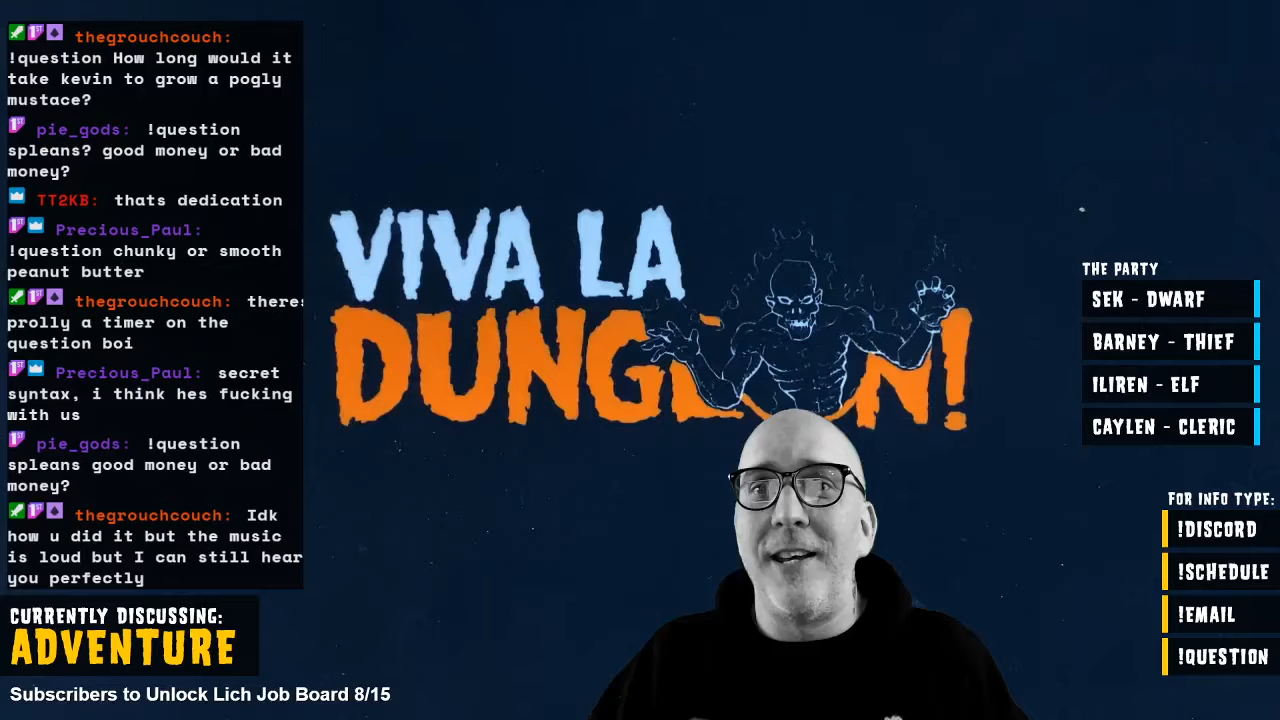 thegrouchcouch:
!question How long would it
take kevin to grow a pogly
mustace?
pie_gods: !question
spleans? good money or bad
money?
TT2KB: thats dedication
Precious_Paul:
!question chunky or smooth
peanut butter
thegrouchcouch: theres
prolly a timer on the
question boi
Precious_Paul: secret
syntax, i think hes fucking
with us
pie_gods: !question
spleans good money or bad
money?
thegrouchcouch: Idk
how u did it but the music
is loud but I can still hear
you perfectly
CURRENTLY DISCUSSING:
ADVENTURE
Subscribers to Unlock Lich Job Board 8/15
VIVA LA
DUNGEON!
THE PARTY
SEK - DWARF
BARNEY - THIEF
ILIREN - ELF
CAYLEN - CLERIC
FOR INFO TYPE:
!DISCORD
!SCHEDULE
!EMAIL
!QUESTION